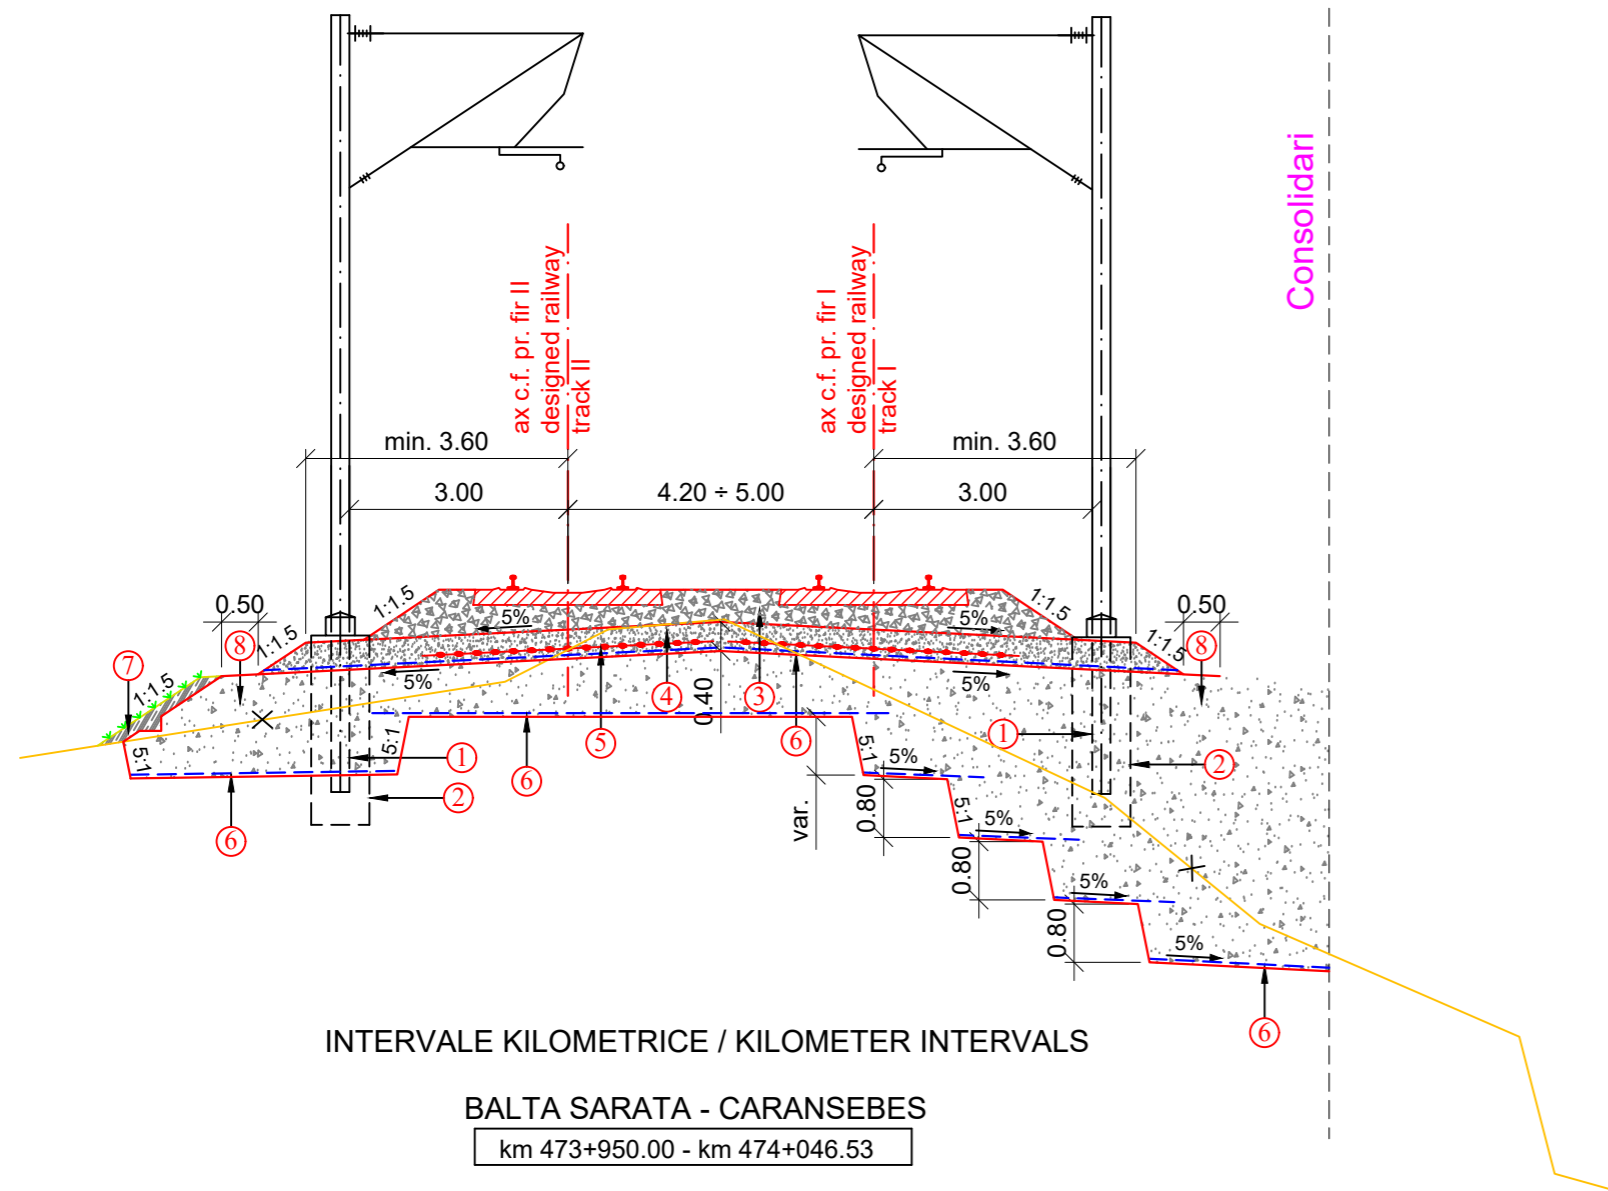 Consolidari
ax c.f. pr. fir II
designed railway
track II
ax c.f. pr. fir I
designed railway
track I
min. 3.60
min. 3.60
3.00
4.20 ÷ 5.00
3.00
0.50
1:1.5
1:1.5
1:1.5
5%
5%
1:1.5
1:1.5
0.50
8
8
7
5%
5%
4
3
0.40
5:1
5:1
1
2
6
6
5
6
5:1
5%
var.
0.80
5:1
5%
0.80
5%
0.80
5%
1
2
6
INTERVALE KILOMETRICE / KILOMETER INTERVALS
BALTA SARATA - CARANSEBES
km 473+950.00 - km 474+046.53